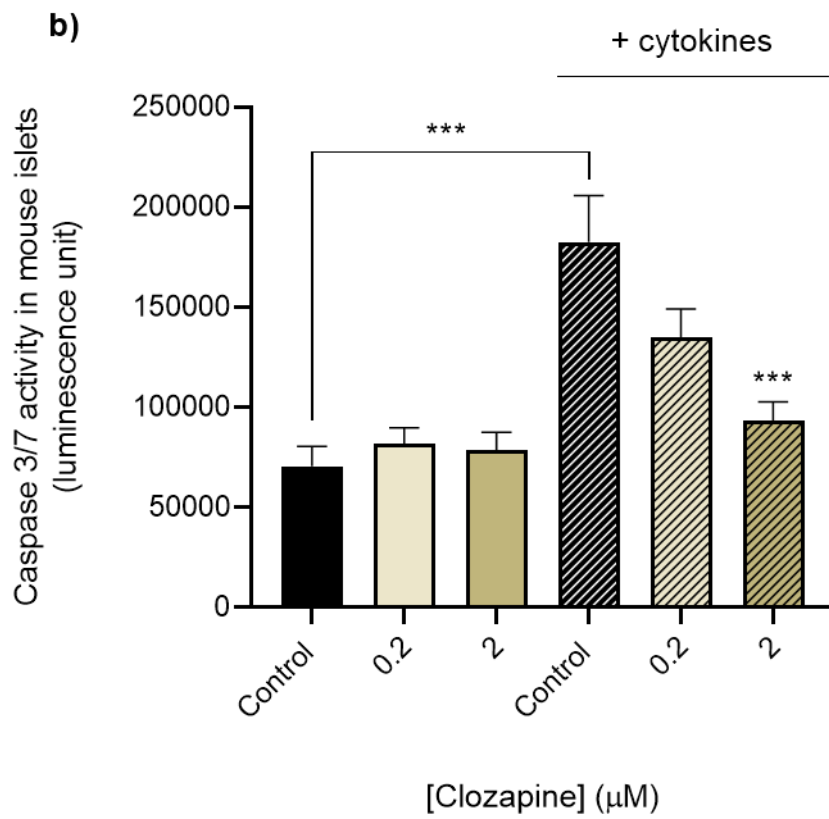 b)
+ cytokines
Caspase 3/7 activity in mouse islets
(luminescence unit)
250000
200000
150000
100000
50000
0
***
***
Control
0.2
2
Control
0.2
2
[Clozapine] (μM)